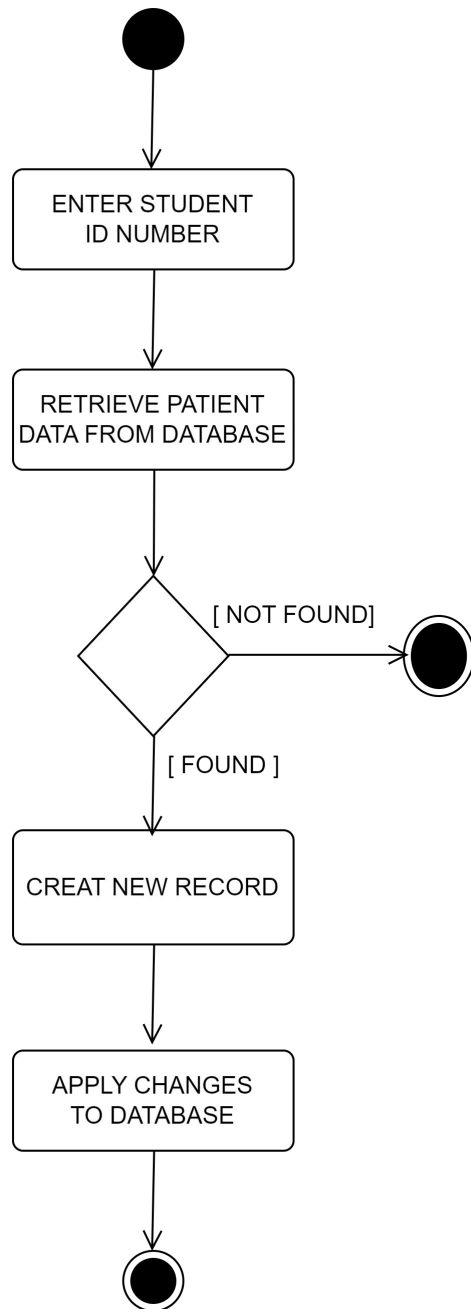 ENTER STUDENT
ID NUMBER
RETRIEVE PATIENT
DATA FROM DATABASE
[ NOT FOUND]
[ FOUND ]
CREAT NEW RECORD
APPLY CHANGES
TO DATABASE